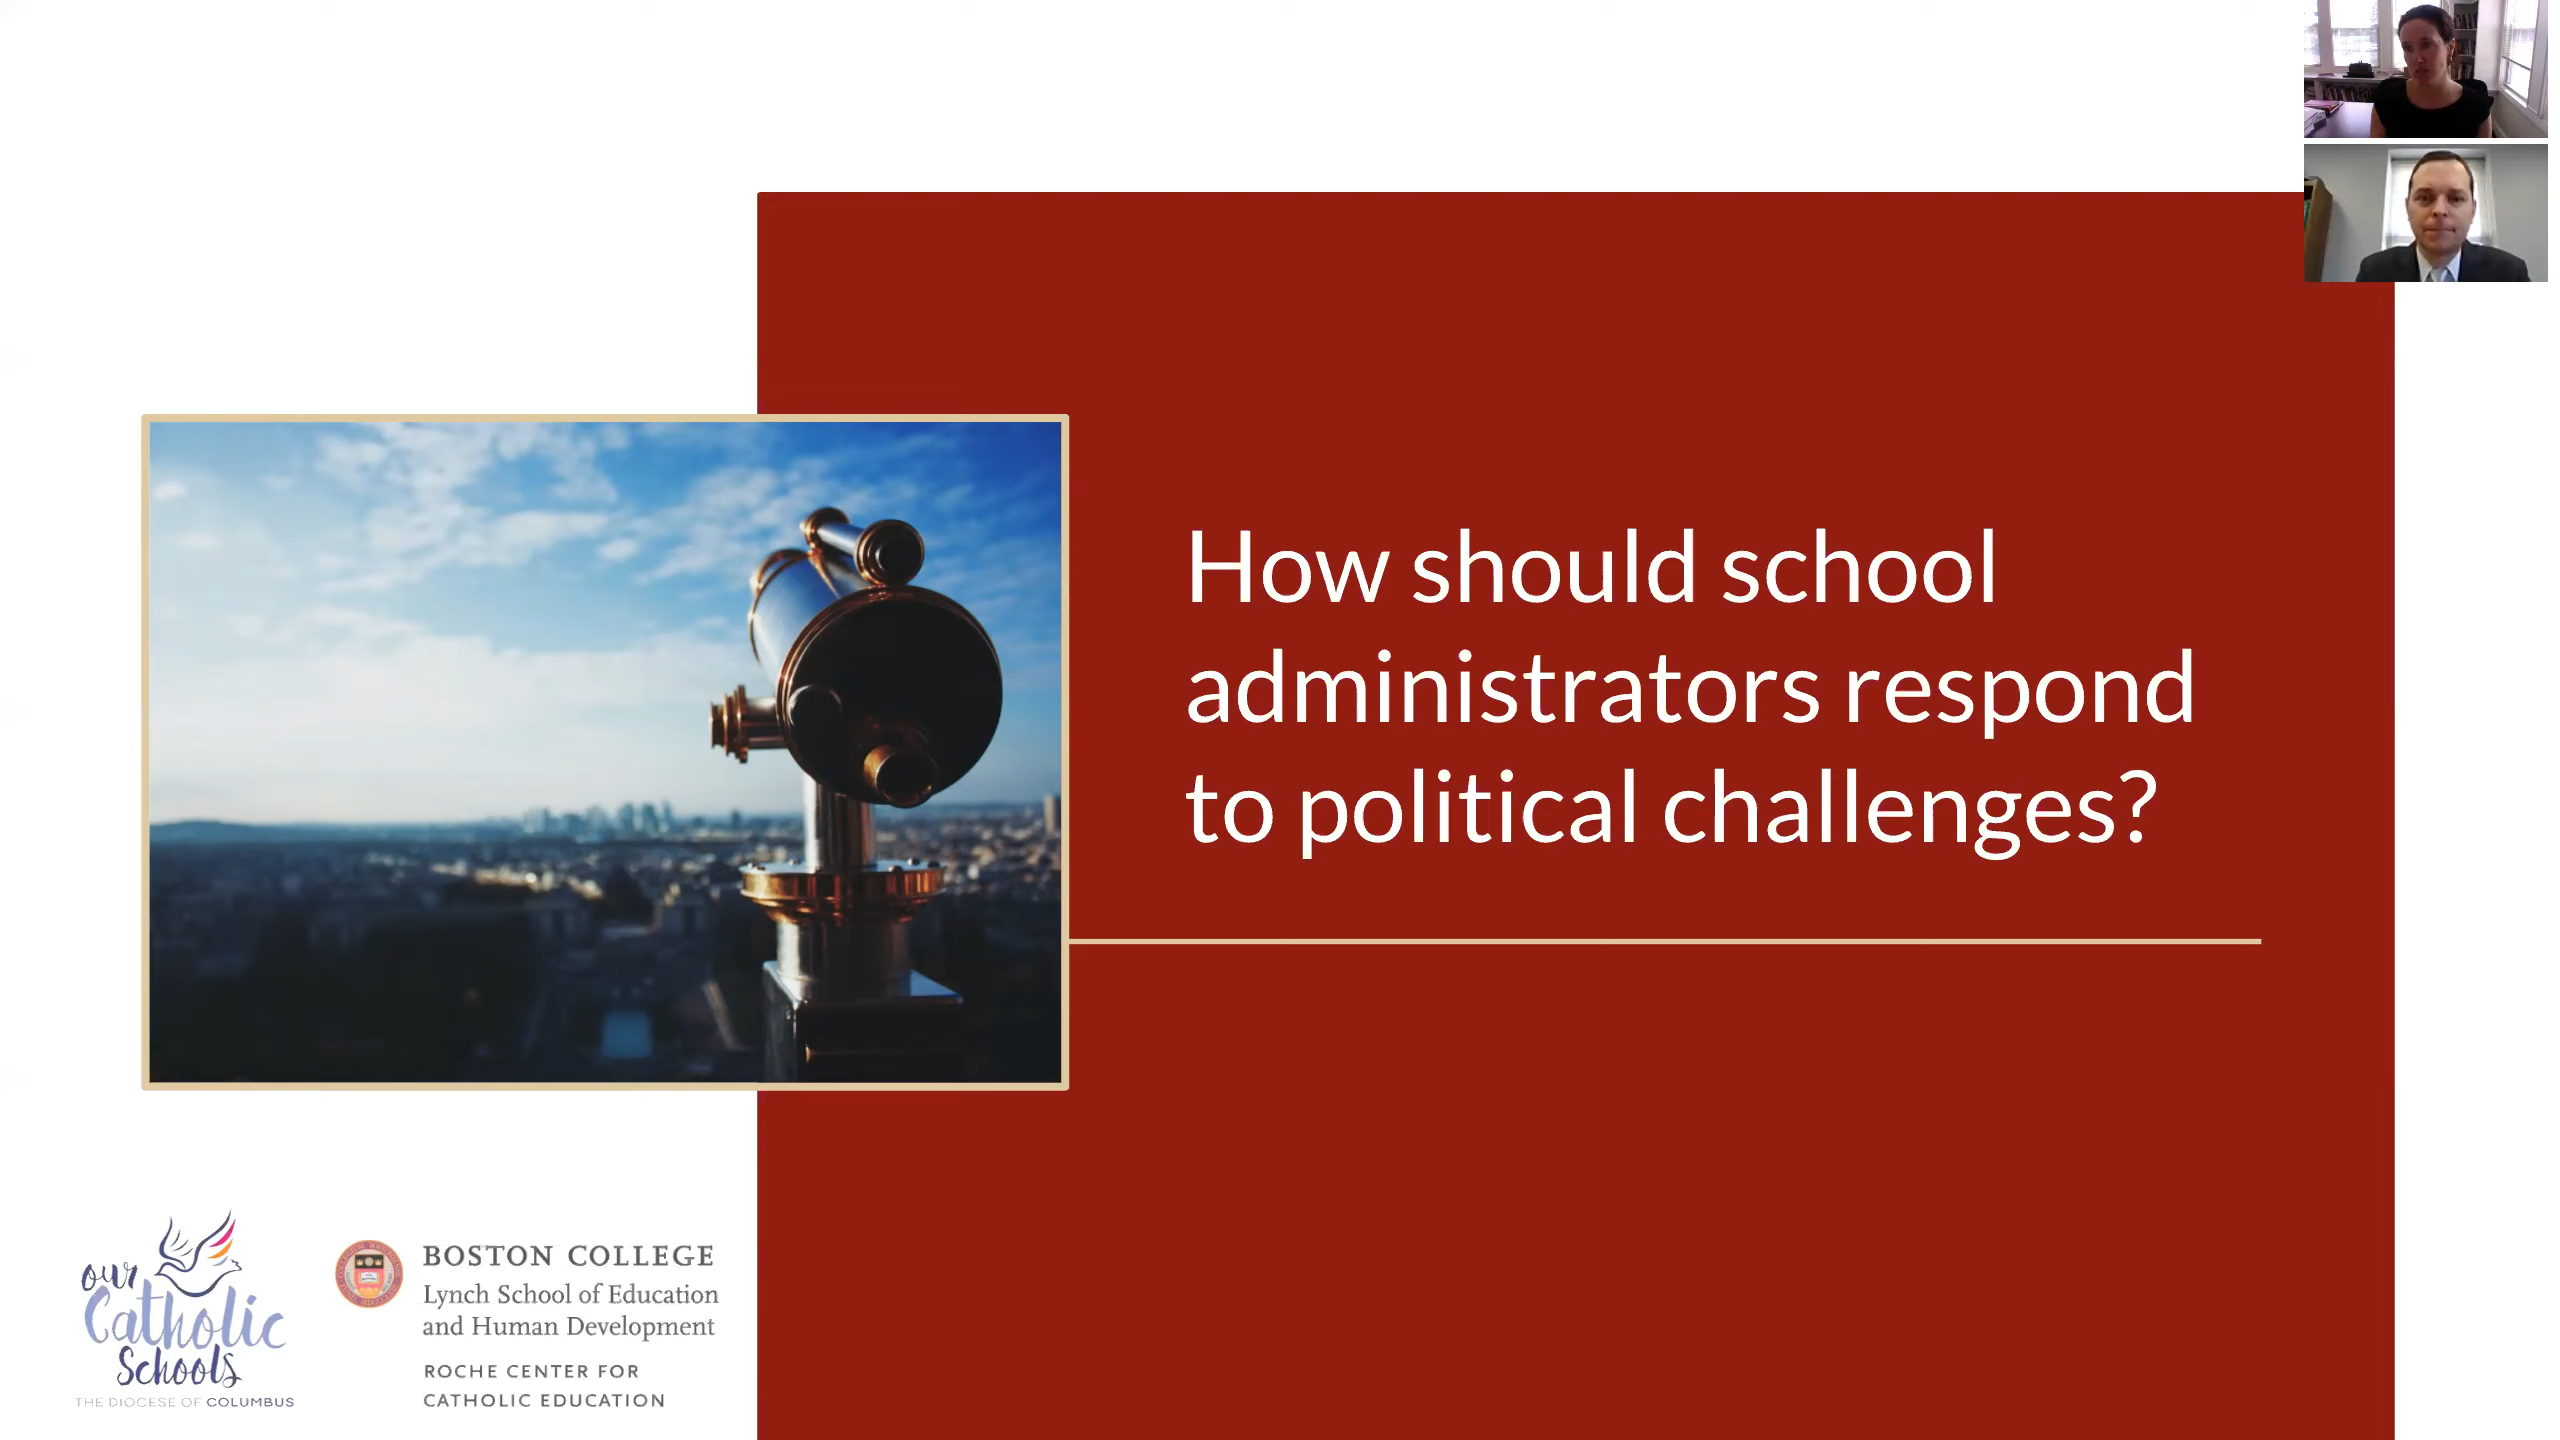 How should school
administrators respond
to political challenges?
our
Catholic
Schools
THE DIOCESE OF COLUMBUS
BOSTON COLLEGE
Lynch School of Education
and Human Development
ROCHE CENTER FOR
CATHOLIC EDUCATION